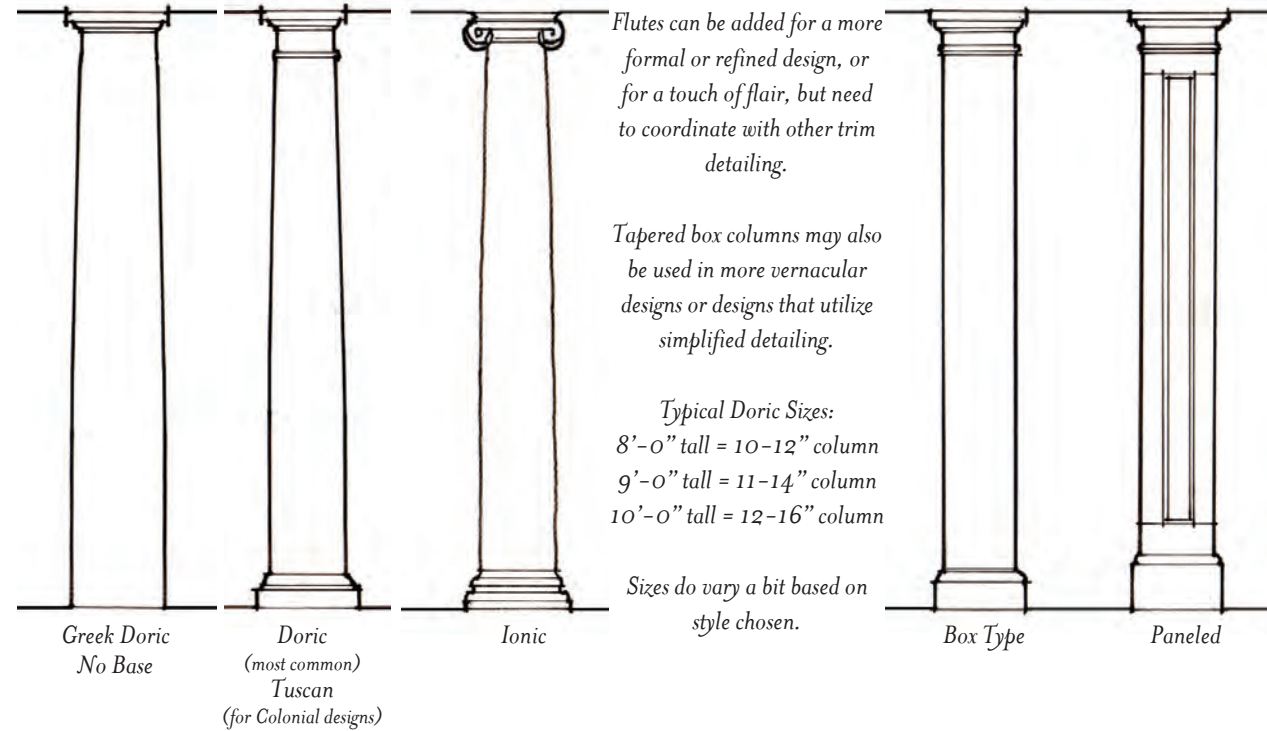 Flutes can be added for a more
formal or refined design, or
for a touch of flair, but need
to coordinate with other trim
detailing.
Tapered box columns may also
be used in more vernacular
designs or designs that utilize
simplified detailing.
Typical Doric Sizes:
8’-0” tall = 10-12” column
9’-0” tall = 11-14” column
10’-0” tall = 12-16” column
Sizes do vary a bit based on
style chosen.
Greek Doric
No Base
Doric
(most common)
Tuscan
(for Colonial designs)
Ionic
Box Type
Paneled